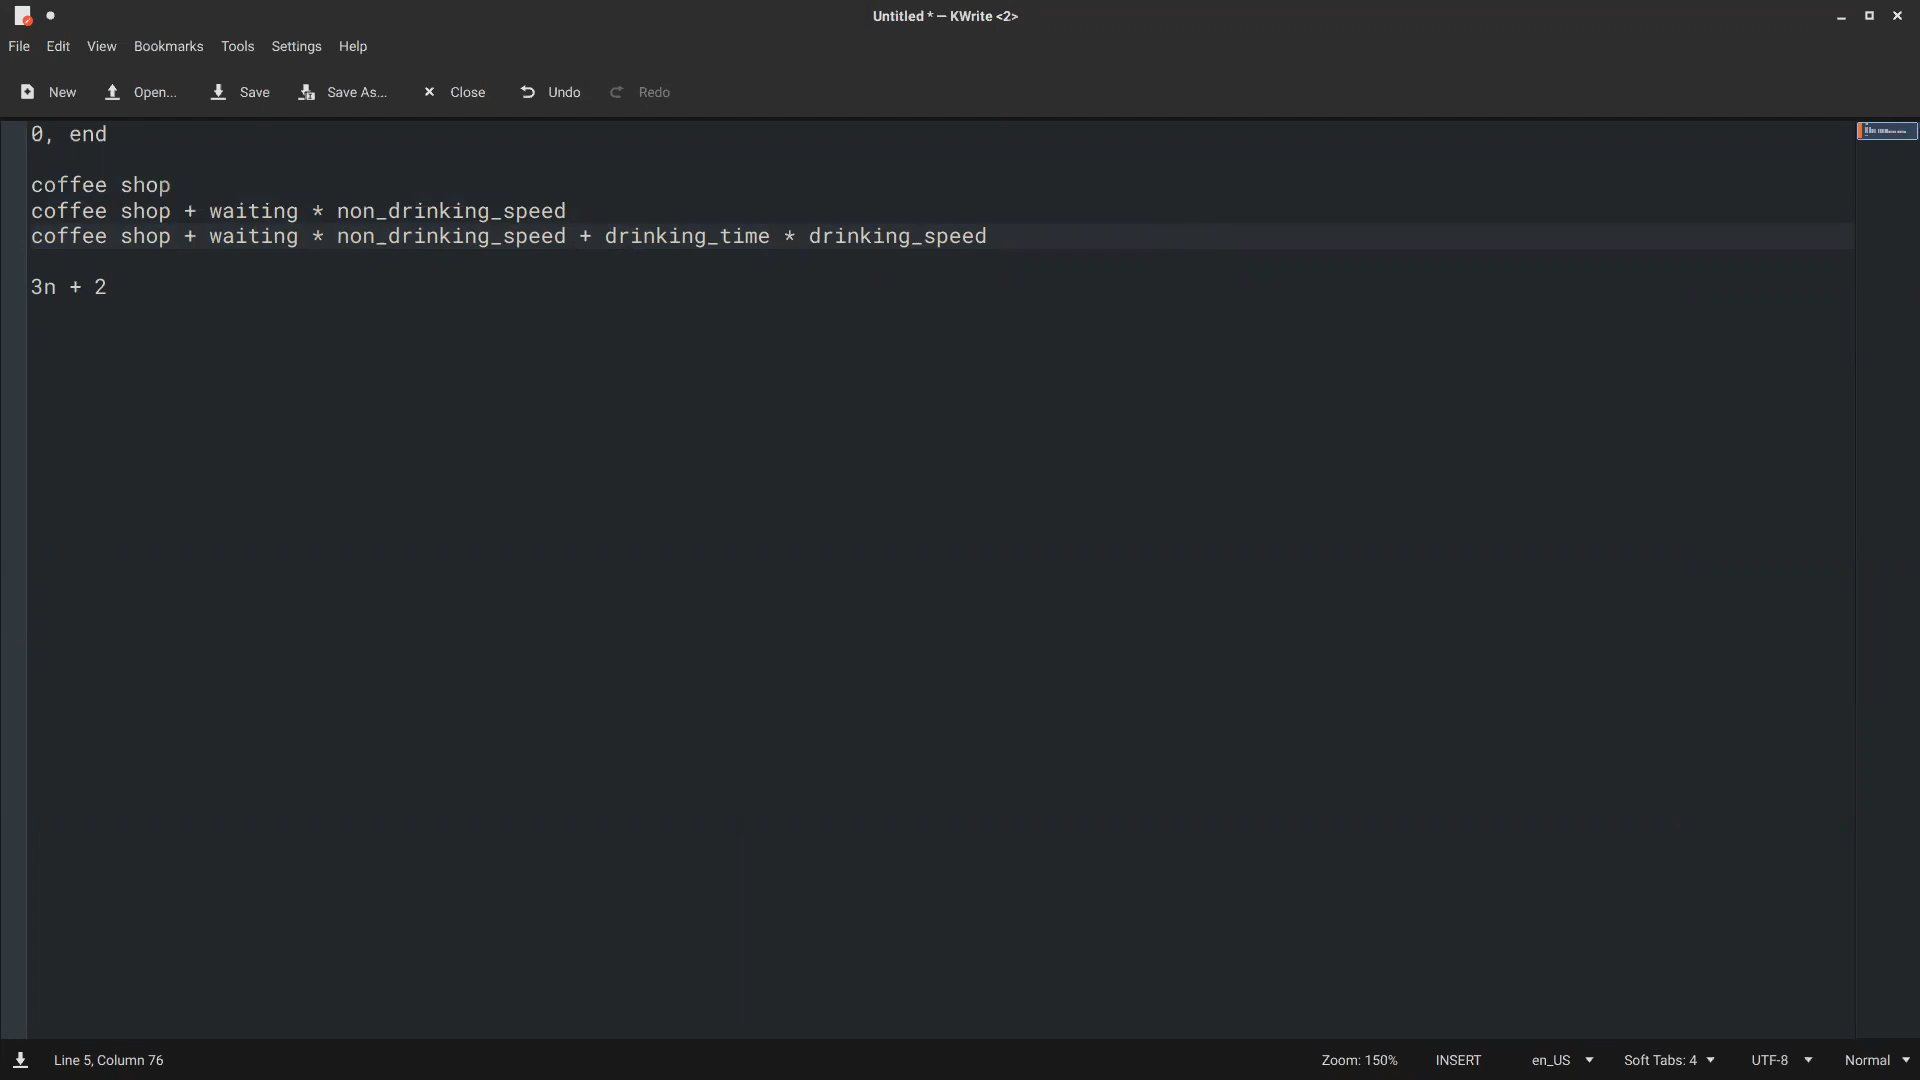 Untitled * — KWrite <2>
File Edit View Bookmarks Tools Settings Help
New Open... Save Save As... Close Undo Redo
0, end
coffee shop
coffee shop + waiting * non_drinking_speed
coffee shop + waiting * non_drinking_speed + drinking_time * drinking_speed
3n + 2
Line 5, Column 76 Zoom: 150% INSERT en_US Soft Tabs: 4 UTF-8 Normal